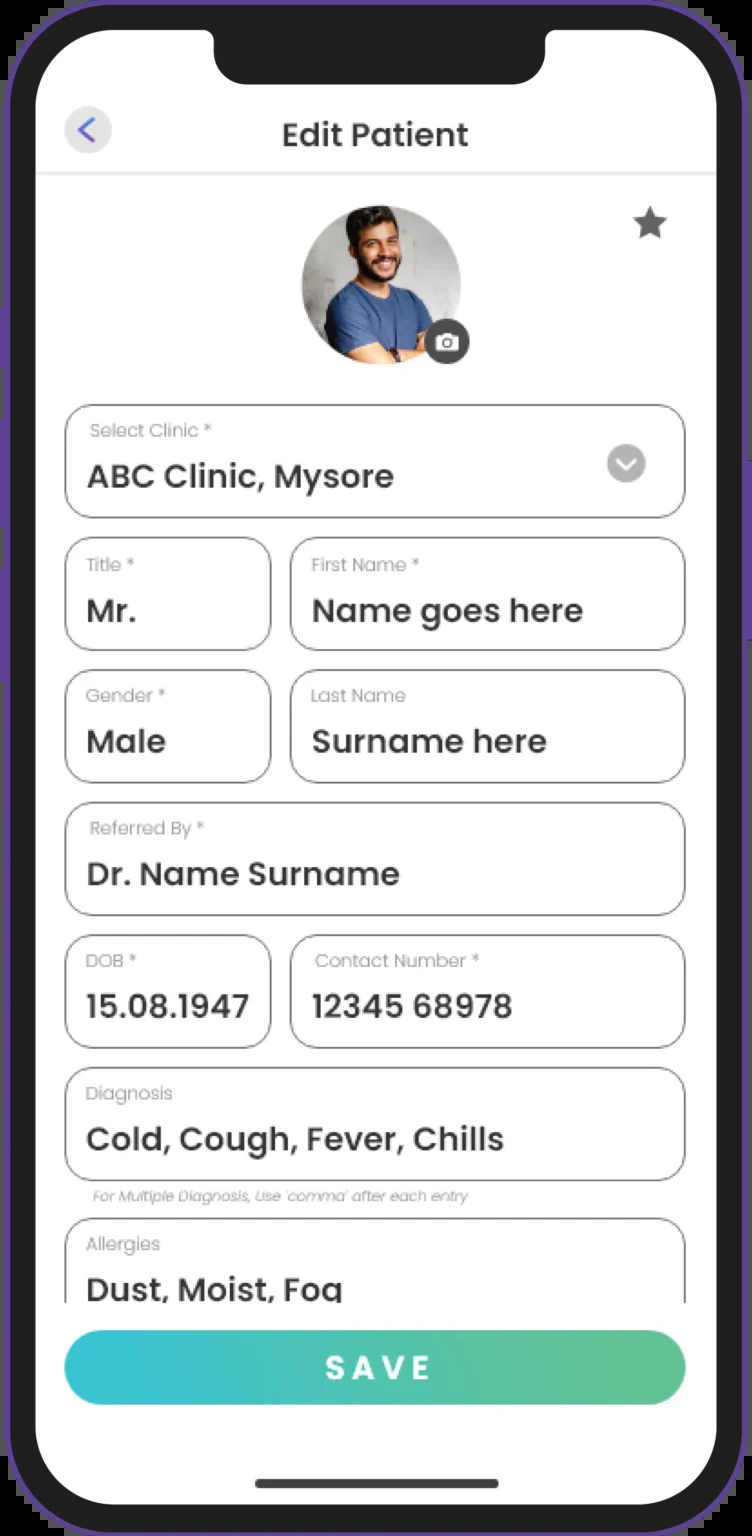 Edit Patient
Select Clinic *
ABC Clinic, Mysore
Title *
Mr.
First Name *
Name goes here
Gender *
Male
Last Name
Surname here
Referred By *
Dr. Name Surname
DOB *
15.08.1947
Contact Number *
12345 68978
Diagnosis
Cold, Cough, Fever, Chills
For Multiple Diagnosis, Use 'comma' after each entry
Allergies
Dust, Moist, Fog
SAVE